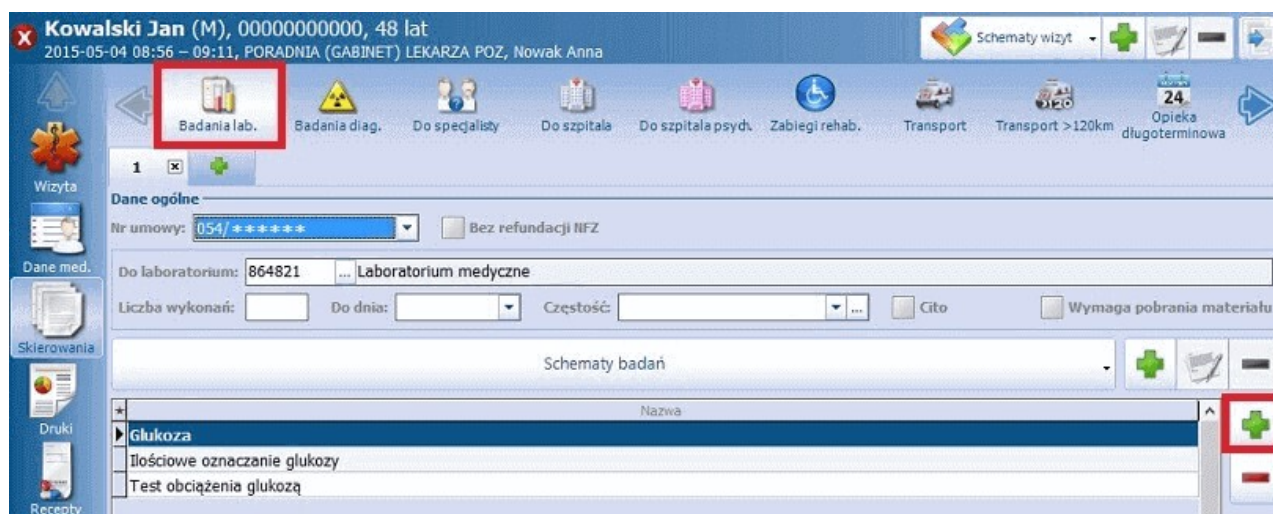 Kowalski Jan (M), 00000000000, 48 lat
2015-05-04 08:56 – 09:11, PORADNIA (GABINET) LEKARZA POZ, Nowak Anna
Schematy wizyt
Badania lab.
Badania diag.
Do specjalisty
Do szpitala
Do szpitala psych.
Zabiegi rehab.
Transport
>120
Transport >120km
24
Opieka
długoterminowa
Wizyta
1
Dane ogólne
Nr umowy: 054/******
Bez refundacji NFZ
Dane med.
Do laboratorium: 864821 ... Laboratorium medyczne
Liczba wykonań:
Do dnia:
Częstość:
...
Cito
Wymaga pobrania materiału
Skierowania
Schematy badań
Nazwa
Druki
Glukoza
Ilościowe oznaczanie glukozy
Test obciążenia glukozą
Recepty